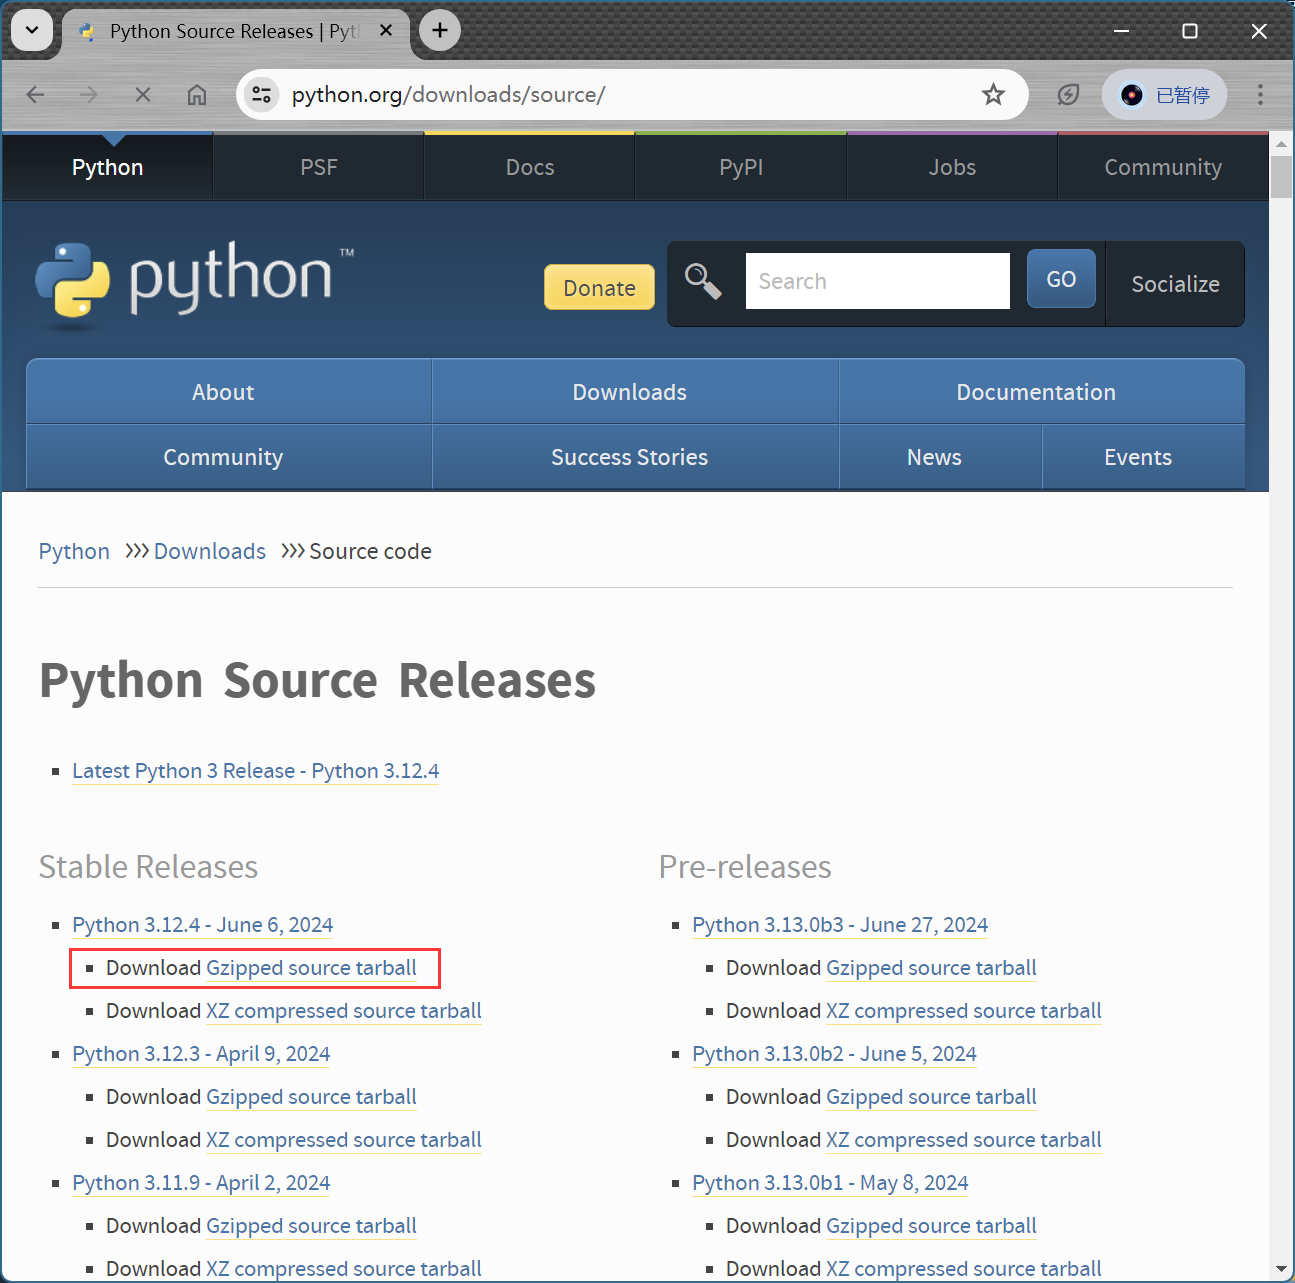 Python Source Releases | Pyt
python.org/downloads/source/
已暂停
Python PSF Docs PyPI Jobs Community
python™
Donate
Search
GO
Socialize
About Downloads Documentation
Community Success Stories News Events
Python >>> Downloads >>> Source code
Python Source Releases
Latest Python 3 Release - Python 3.12.4
Stable Releases
Python 3.12.4 - June 6, 2024
Download Gzipped source tarball
Download XZ compressed source tarball
Python 3.12.3 - April 9, 2024
Download Gzipped source tarball
Download XZ compressed source tarball
Python 3.11.9 - April 2, 2024
Download Gzipped source tarball
Download XZ compressed source tarball
Pre-releases
Python 3.13.0b3 - June 27, 2024
Download Gzipped source tarball
Download XZ compressed source tarball
Python 3.13.0b2 - June 5, 2024
Download Gzipped source tarball
Download XZ compressed source tarball
Python 3.13.0b1 - May 8, 2024
Download Gzipped source tarball
Download XZ compressed source tarball